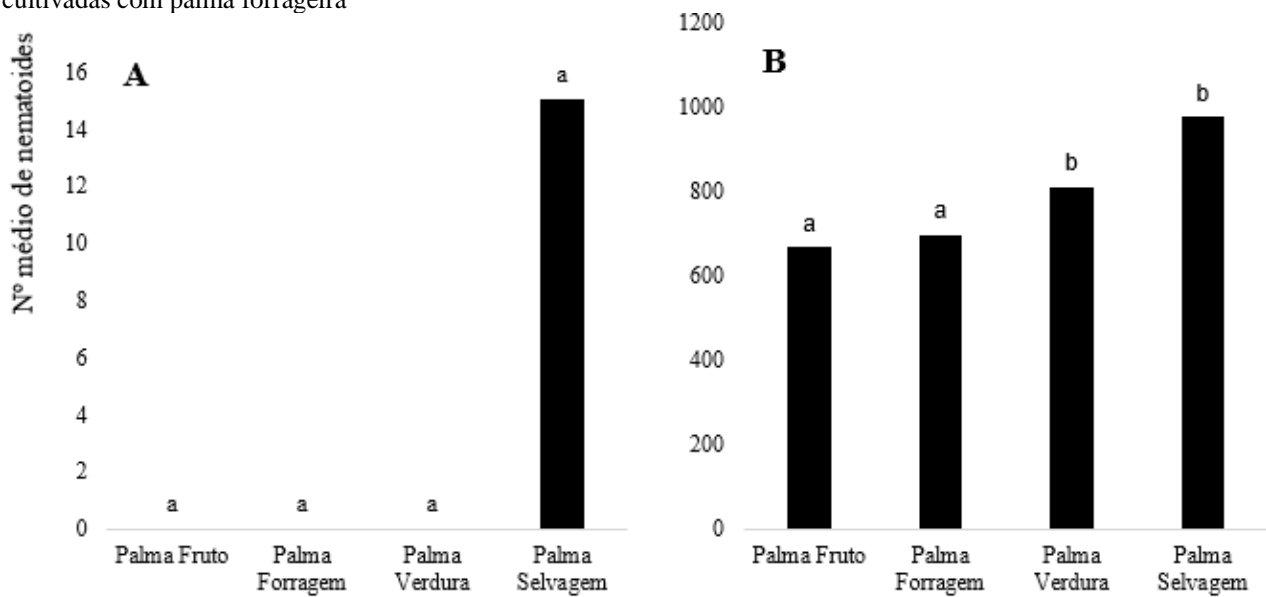 cultivadas com palma forrageira
Nº médio de nematoides
A
16
14
12
10
8
6
4
2
0
a
a
a
a
Palma Fruto
Palma
Forragem
Palma
Verdura
Palma
Selvagem
B
1200
1000
800
600
400
200
0
a
a
b
b
Palma Fruto
Palma
Forragem
Palma
Verdura
Palma
Selvagem